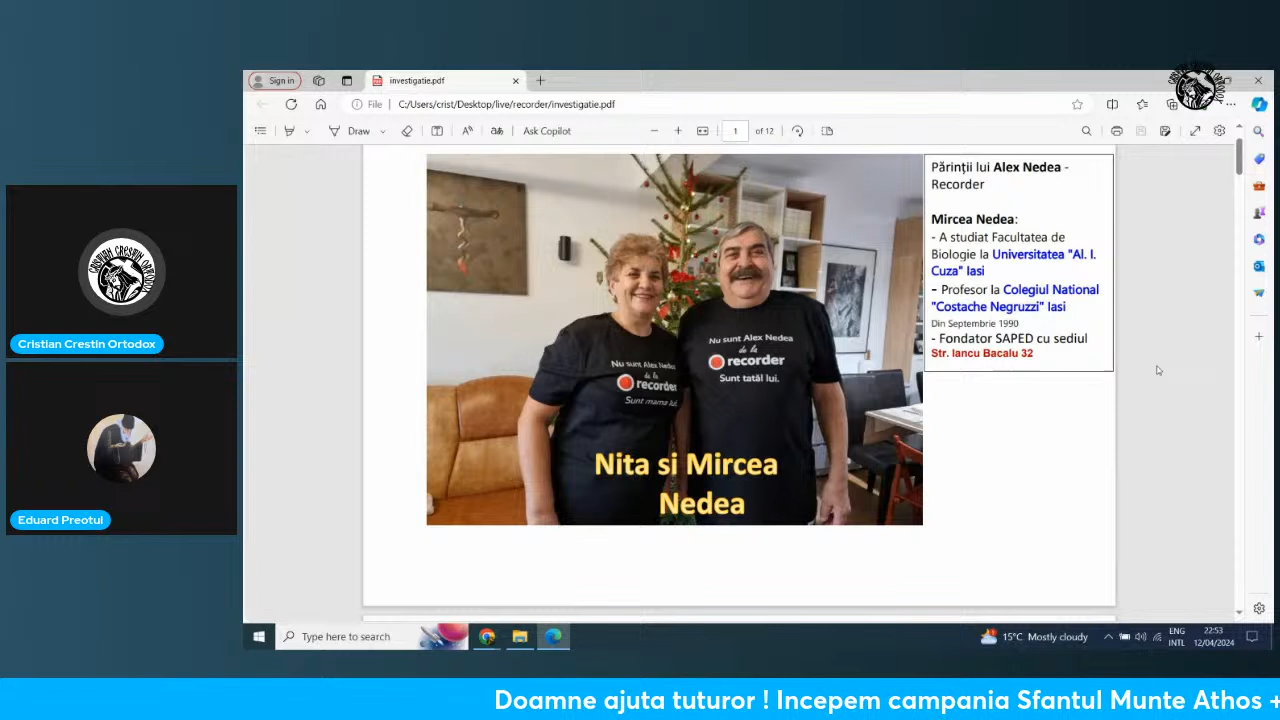 Sign in
investigatie.pdf
File
C:/Users/crist/Desktop/live/recorder/investigatie.pdf
Draw
Ask Copilot
1
of 12
Nu sunt Alex Nedea
de la
recorder
Sunt mama lui.
Nu sunt Alex Nedea
de la
recorder
Sunt tatăl lui.
Nita si Mircea
Nedea
Părinții lui Alex Nedea -
Recorder
Mircea Nedea:
- A studiat Facultatea de
Biologie la Universitatea "Al. I.
Cuza" Iasi
- Profesor la Colegiul National
"Costache Negruzzi" Iasi
Din Septembrie 1990
- Fondator SAPED cu sediul
Str. Iancu Bacalu 32
CRESTIN ORTODOX
CRISTIAN CRESTIN ORTODOX
Cristian Crestin Ortodox
Eduard Preotul
Type here to search
15°C Mostly cloudy
ENG
INTL
22:53
12/04/2024
Doamne ajuta tuturor ! Incepem campania Sfantul Munte Athos +